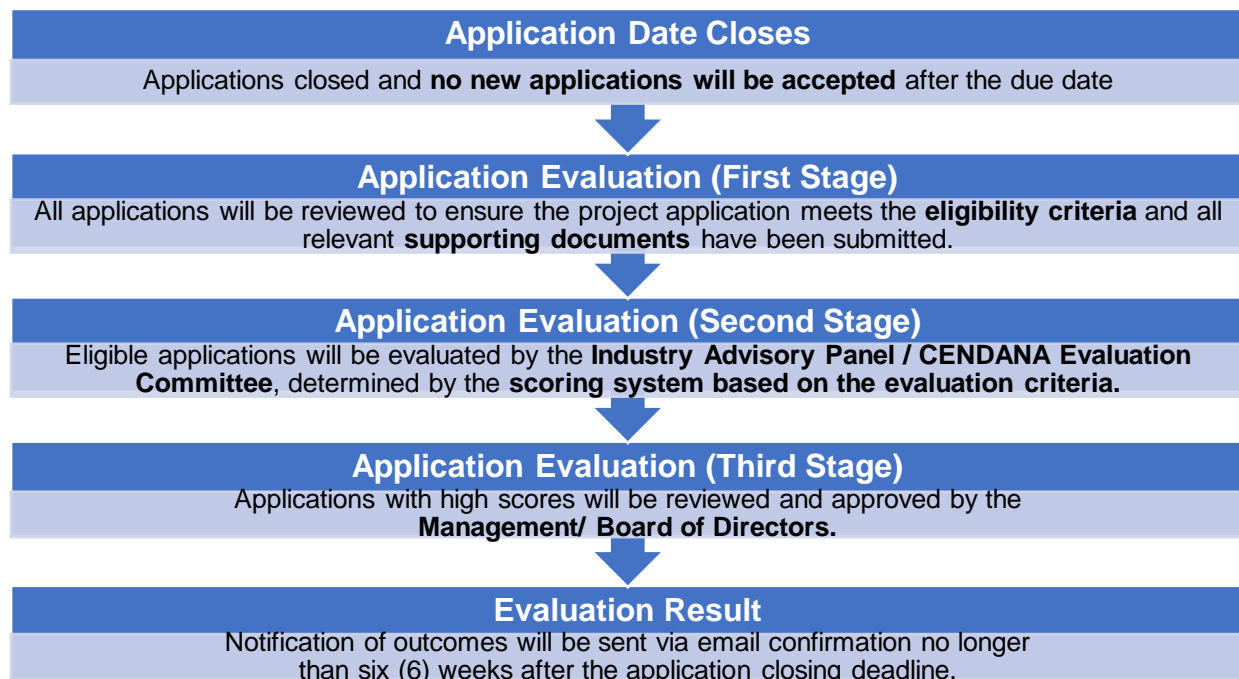 Application Date Closes
Applications closed and no new applications will be accepted after the due date
Application Evaluation (First Stage)
All applications will be reviewed to ensure the project application meets the eligibility criteria and all
relevant supporting documents have been submitted.
Application Evaluation (Second Stage)
Eligible applications will be evaluated by the Industry Advisory Panel / CENDANA Evaluation
Committee, determined by the scoring system based on the evaluation criteria.
Application Evaluation (Third Stage)
Applications with high scores will be reviewed and approved by the
Management/ Board of Directors.
Evaluation Result
Notification of outcomes will be sent via email confirmation no longer
than six (6) weeks after the application closing deadline.